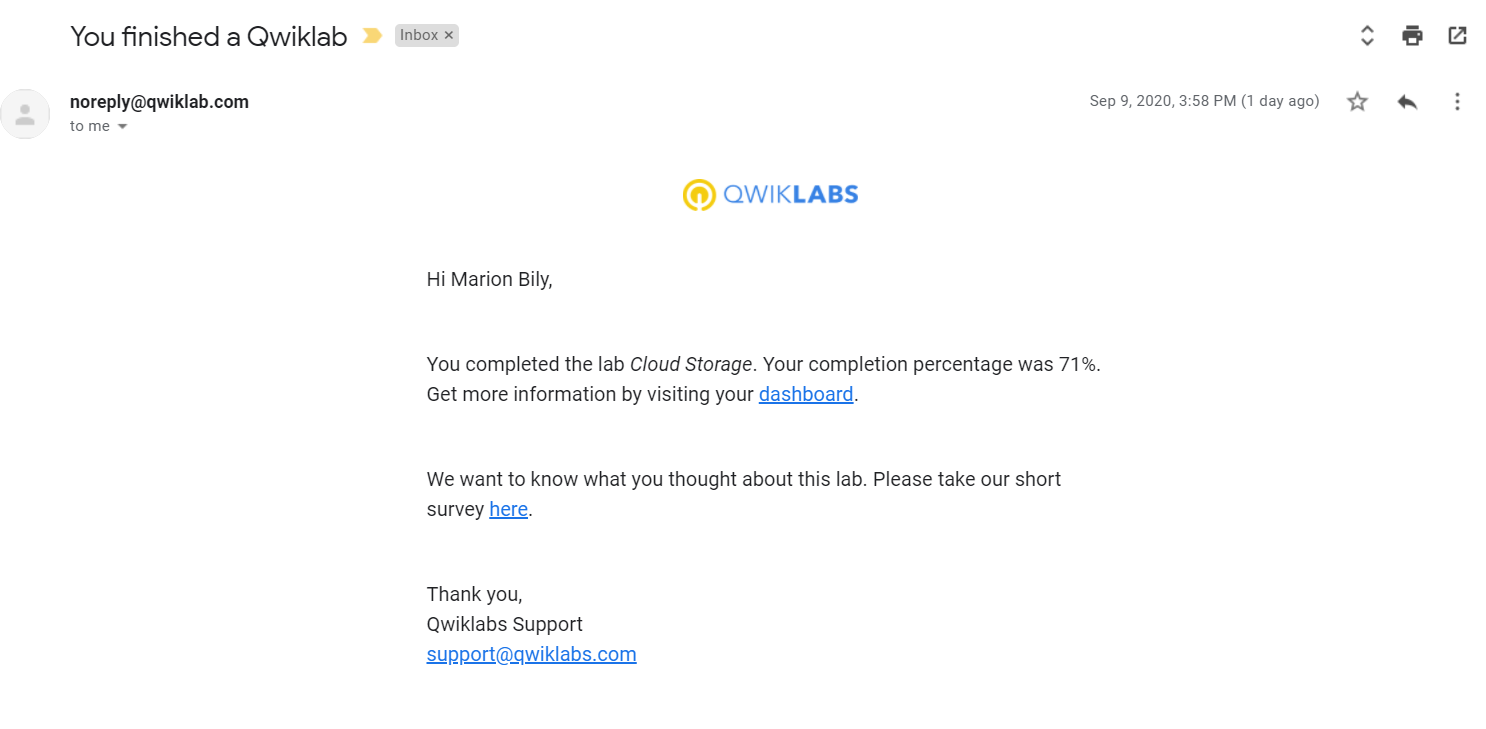 You finished a Qwiklab Inbox ×
noreply@qwiklab.com Sep 9, 2020, 3:58 PM (1 day ago)
to me
QWIKLABS
Hi Marion Bily,
You completed the lab Cloud Storage. Your completion percentage was 71%.
Get more information by visiting your dashboard.
We want to know what you thought about this lab. Please take our short
survey here.
Thank you,
Qwiklabs Support
support@qwiklabs.com